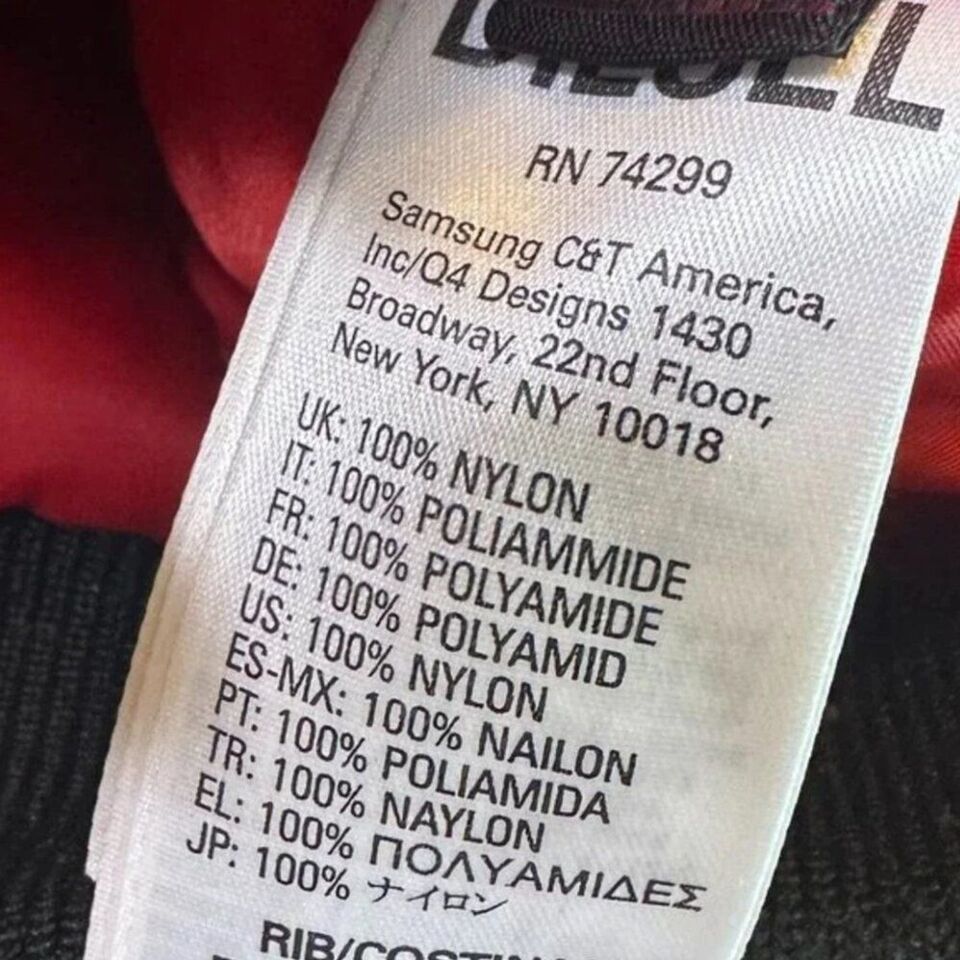 DIESEL
RN 74299
Samsung C&T America,
Inc/Q4 Designs 1430
Broadway, 22nd Floor,
New York, NY 10018
UK: 100% NYLON
IT: 100% POLIAMMIDE
FR: 100% POLYAMIDE
DE: 100% POLYAMID
US: 100% NYLON
ES-MX: 100% NAILON
PT: 100% POLIAMIDA
TR: 100% NAYLON
EL: 100% ΠΟΛΥΑΜΙΔΕΣ
JP: 100% ナイロン